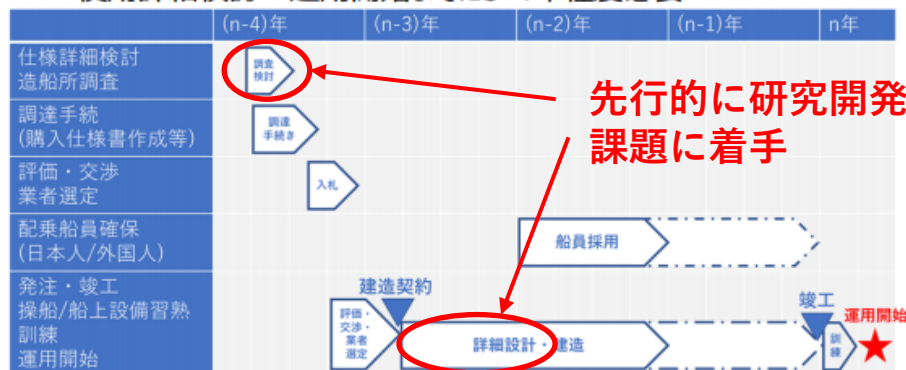 (n-4)年 (n-3)年 (n-2)年 (n-1)年 n年
仕様詳細検討
造船所調査
調査
検討
先行的に研究開発
課題に着手
調達手続
(購入仕様書作成等)
調達
手続き
評価・交渉
業者選定
入札
配乗船員確保
(日本人/外国人)
船員採用
発注・竣工
操船/船上設備習熟
訓練
運用開始
建造契約
評価・
交渉・
業者
選定
詳細設計・建造
竣工
訓練
運用開始